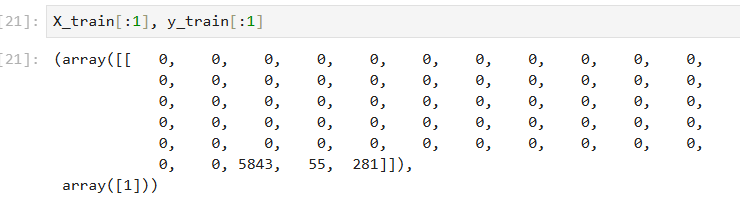 [21]: X_train[:1], y_train[:1]
[21]: (array([[   0,    0,    0,    0,    0,    0,    0,    0,    0,    0,    0,
           0,    0,    0,    0,    0,    0,    0,    0,    0,    0,    0,
           0,    0,    0,    0,    0,    0,    0,    0,    0,    0,    0,
           0,    0,    0,    0,    0,    0,    0,    0,    0,    0,    0,
           0,    0,    0,    0,    0,    0,    0,    0,    0,    0,    0,
           0,    0, 5843,   55,  281]]),
 array([1]))